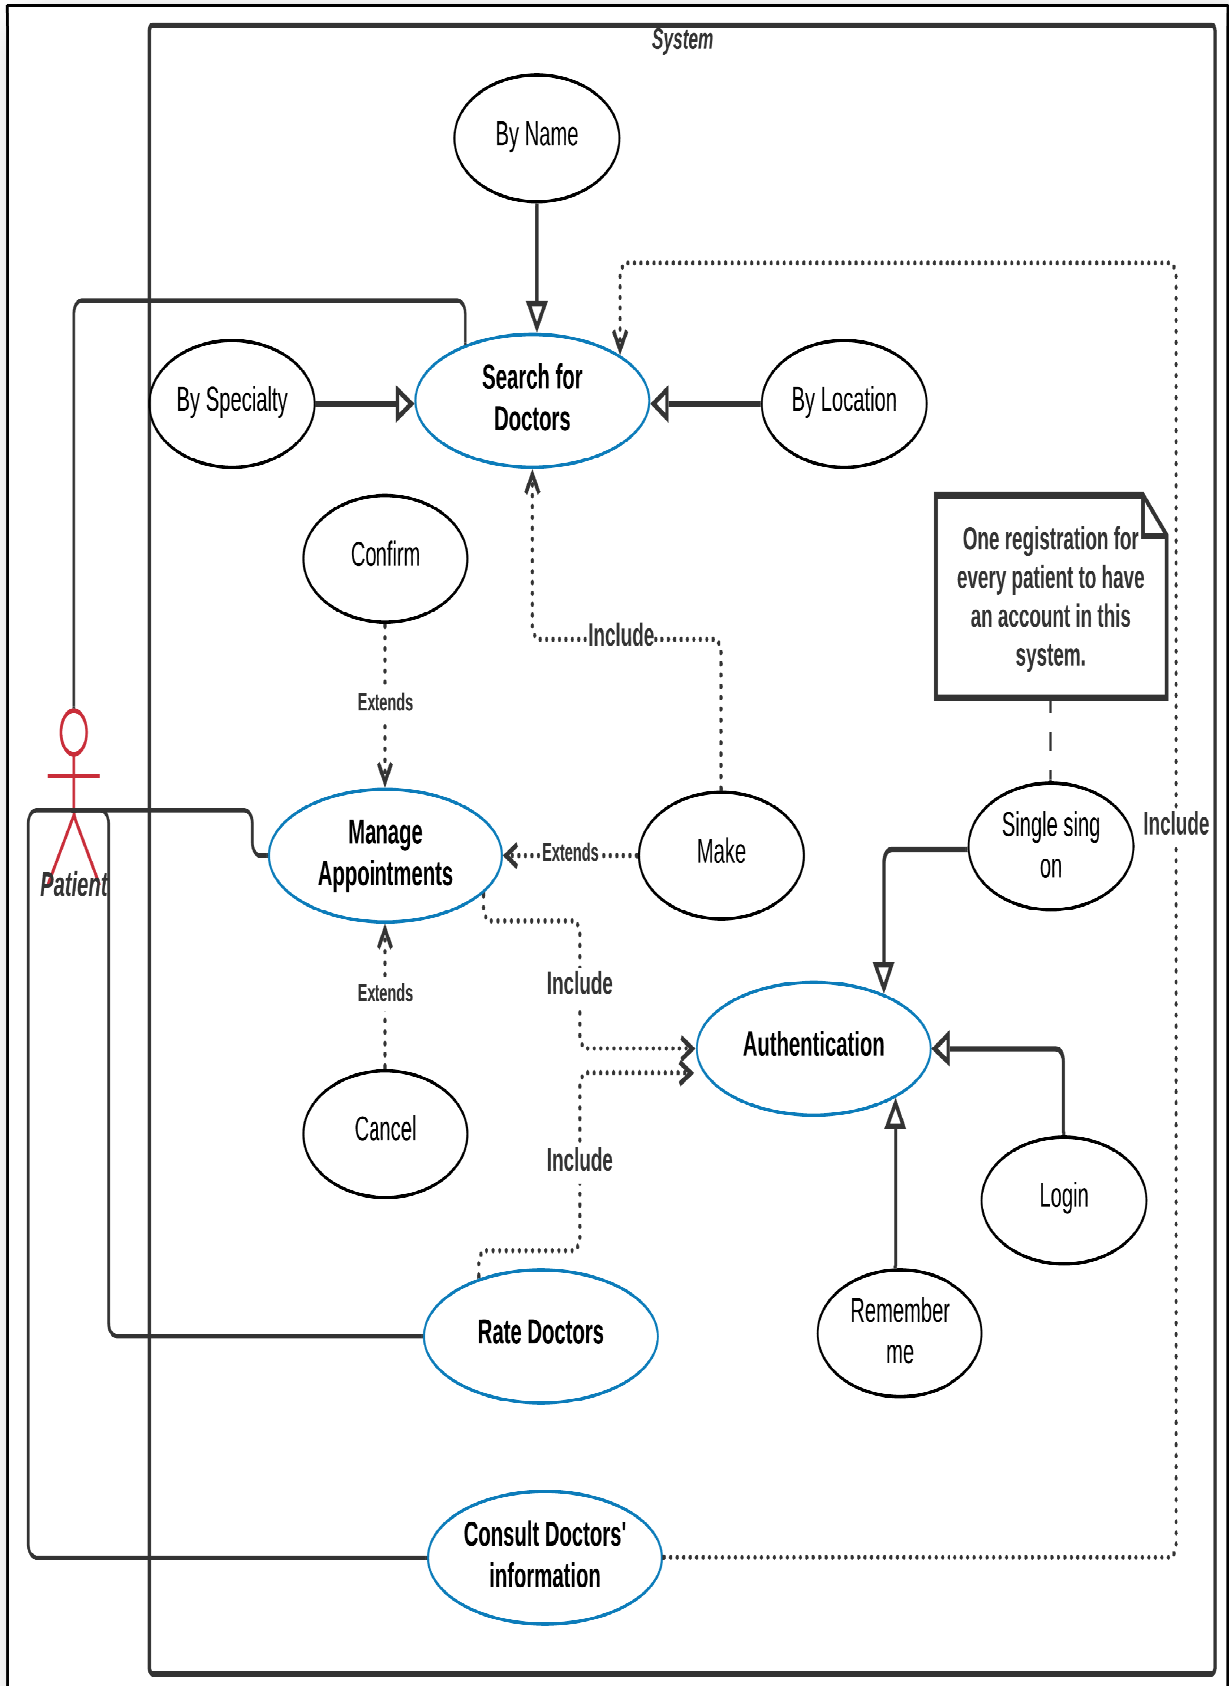 System
By Name
Search for
Doctors
By Specialty
By Location
Confirm
One registration for
every patient to have
an account in this
system.
Include
Extends
Manage
Appointments
Extends
Make
Single sing
on
Include
Patient
Include
Extends
Authentication
Cancel
Include
Login
Rate Doctors
Remember
me
Consult Doctors'
information